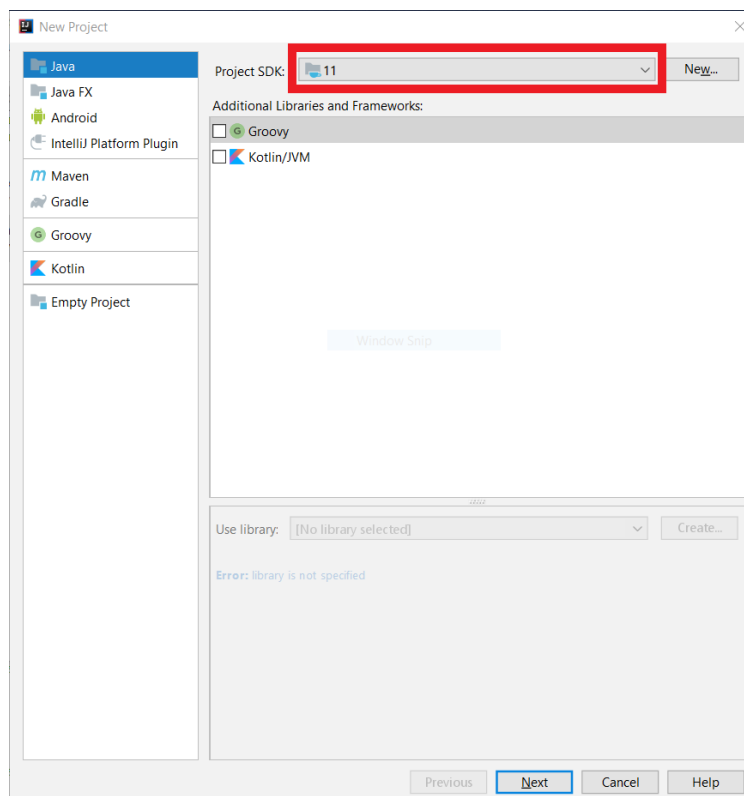 New Project
Java
Java FX
Android
IntelliJ Platform Plugin
Maven
Gradle
Groovy
Kotlin
Empty Project
Project SDK: 11 New...
Additional Libraries and Frameworks:
Groovy
Kotlin/JVM
Window Snip
Use library: [No library selected] Create...
Error: library is not specified
Previous Next Cancel Help